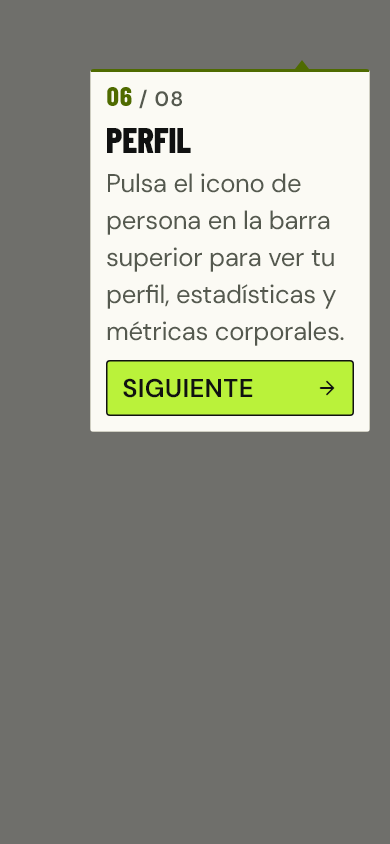 06 / 08
PERFIL
Pulsa el icono de
persona en la barra
superior para ver tu
perfil, estadísticas y
métricas corporales.
SIGUIENTE →